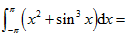 ∫_{-π}^{π} (x² + sin³ x)dx =